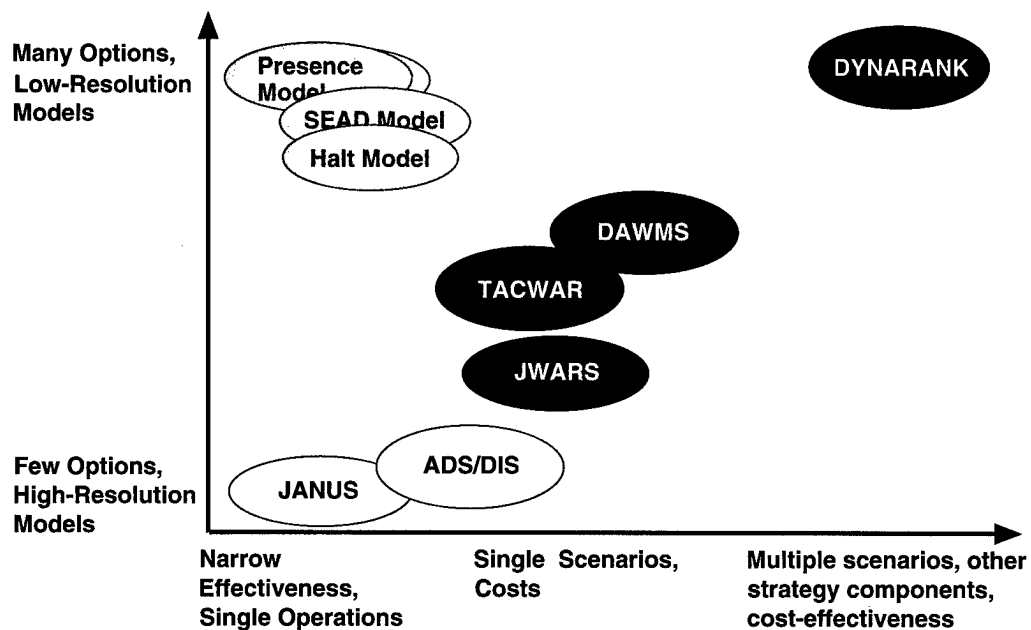 Many Options,
Low-Resolution
Models
Presence
Model
SEAD Model
Halt Model
DYNARANK
DAWMS
TACWAR
JWARS
ADS/DIS
JANUS
Few Options,
High-Resolution
Models
Narrow
Effectiveness,
Single Operations
Single Scenarios,
Costs
Multiple scenarios, other
strategy components,
cost-effectiveness